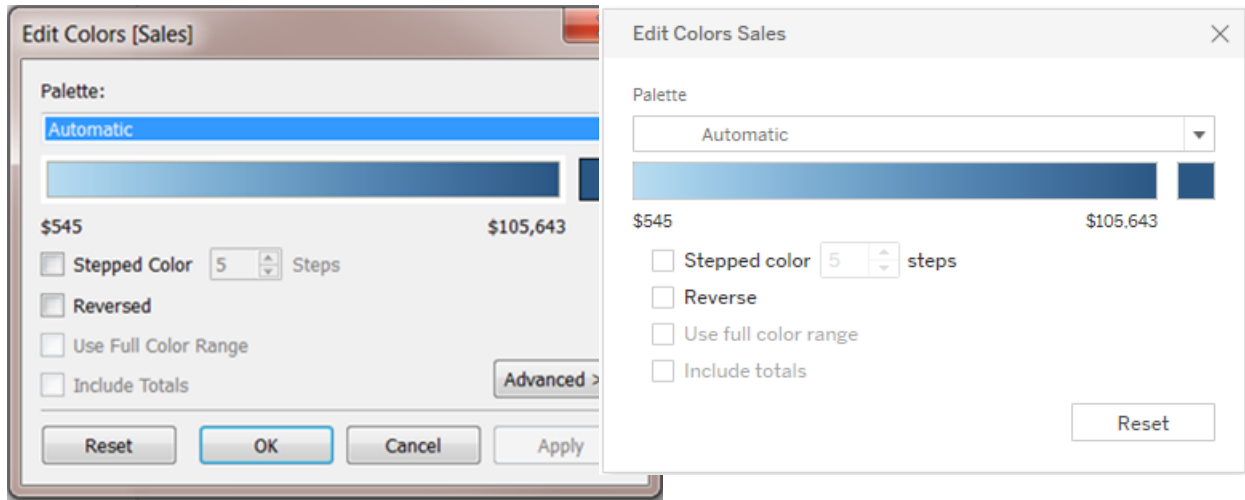 Edit Colors [Sales]
Palette:
Automatic
$545 $105,643
Stepped Color 5 Steps
Reversed
Use Full Color Range
Include Totals
Advanced >
Reset OK Cancel Apply
Edit Colors Sales
Palette
Automatic
$545 $105,643
Stepped color 5 steps
Reverse
Use full color range
Include totals
Reset